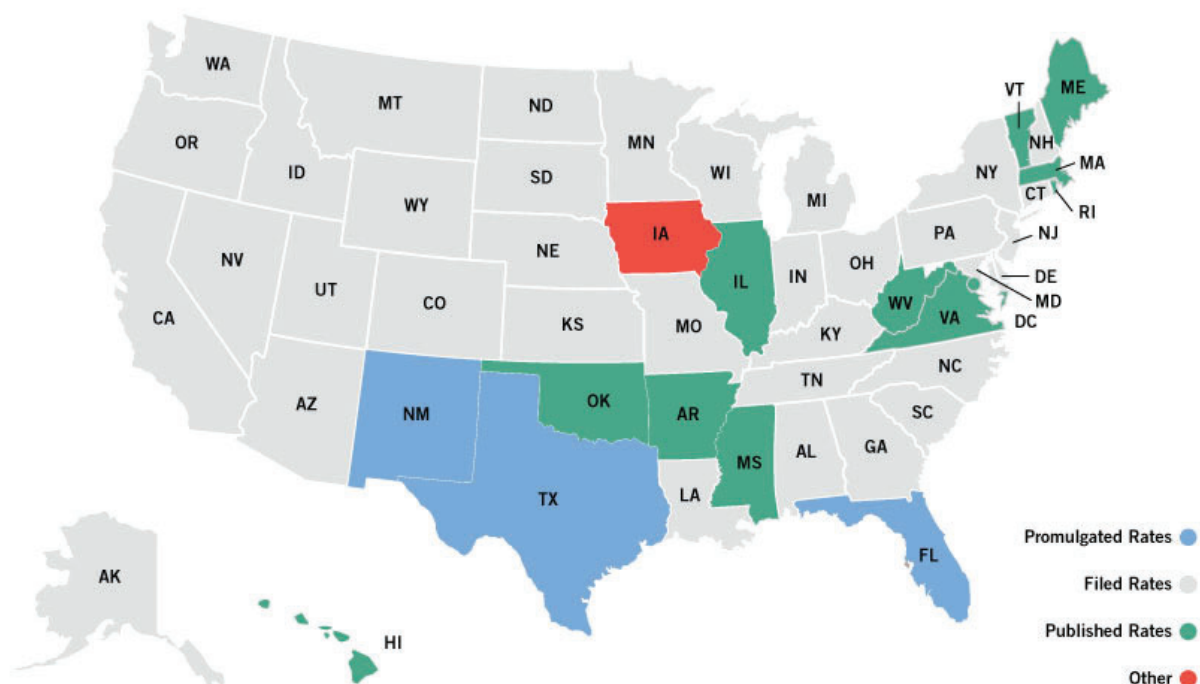 WA
MT
ND
MN
OR
ID
SD
WI
MI
WY
NE
IA
NV
UT
CO
KS
MO
IL
IN
OH
PA
NY
VT
ME
NH
MA
CT
RI
NJ
DE
MD
DC
WV
VA
KY
CA
AZ
NM
OK
AR
TN
NC
SC
MS
AL
GA
TX
LA
FL
AK
HI
Promulgated Rates
Filed Rates
Published Rates
Other